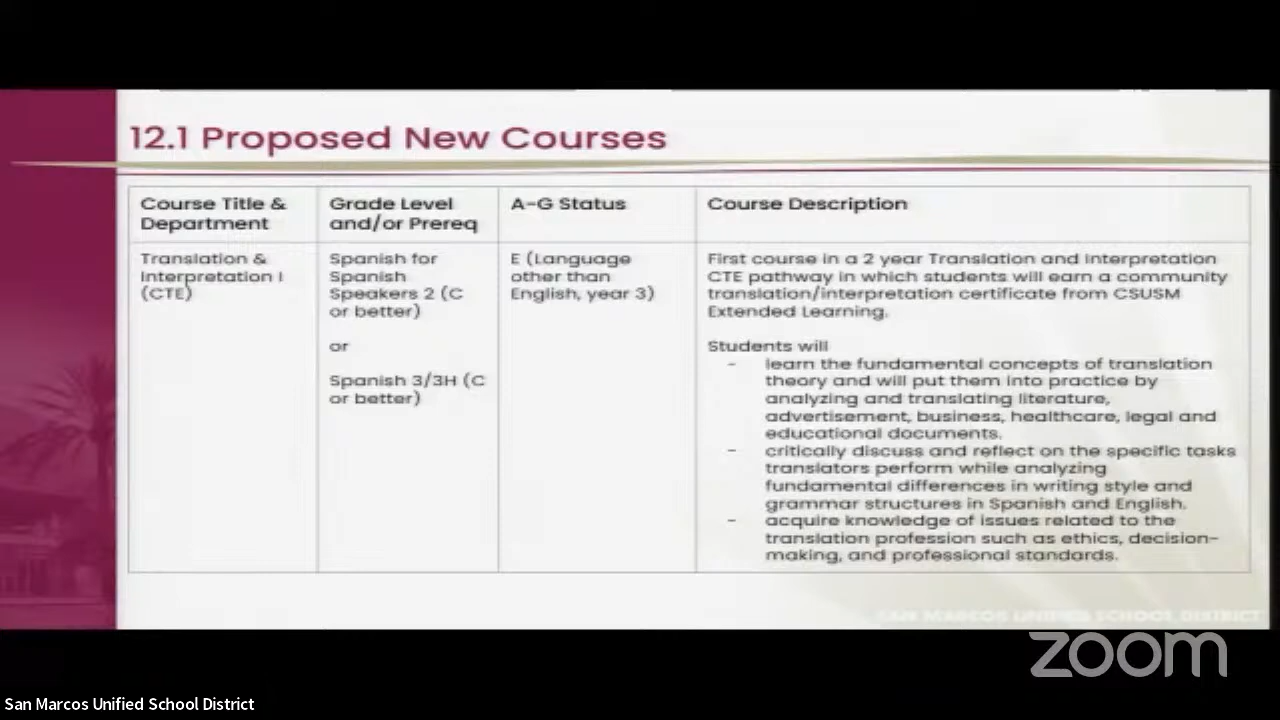 12.1 Proposed New Courses
Course Title &
Department
Grade Level
and/or Prereq
A-G Status
Course Description
Translation &
Interpretation I
(CTE)
Spanish for
Spanish
Speakers 2 (C
or better)
or
Spanish 3/3H (C
or better)
E (Language
other than
English, year 3)
First course in a 2 year Translation and Interpretation
CTE pathway in which students will earn a community
translation/interpretation certificate from CSUSM
Extended Learning.
Students will
- learn the fundamental concepts of translation
theory and will put them into practice by
analyzing and translating literature,
advertisement, business, healthcare, legal and
educational documents.
- critically discuss and reflect on the specific tasks
translators perform while analyzing
fundamental differences in writing style and
grammar structures in Spanish and English.
- acquire knowledge of issues related to the
translation profession such as ethics, decision-
making, and professional standards.
SAN MARCOS UNIFIED SCHOOL DISTRICT
zoom
San Marcos Unified School District